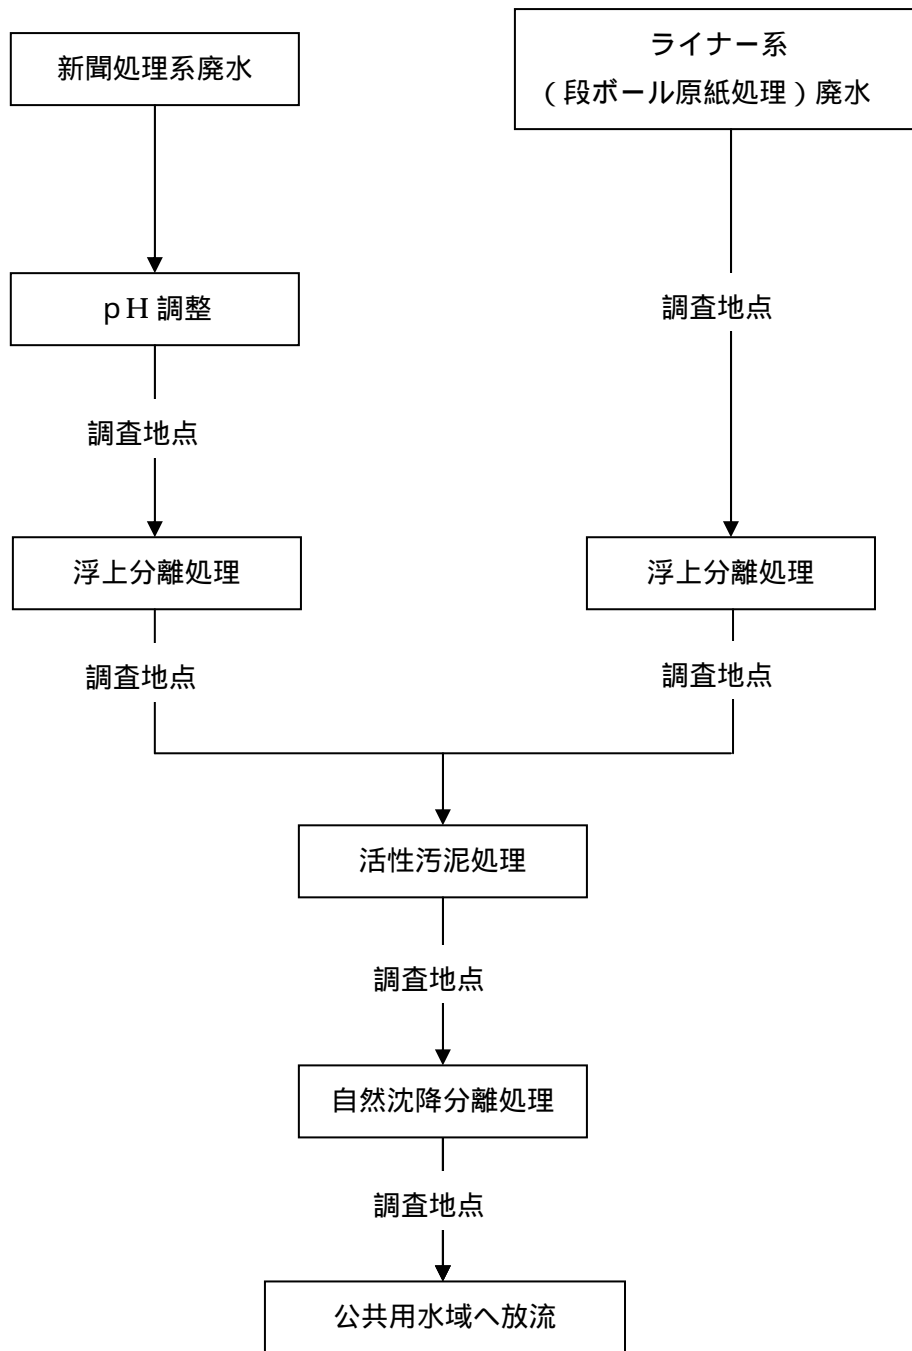 新聞処理系廃水
ライナー系
（段ボール原紙処理）廃水
pH調整
調査地点
調査地点
浮上分離処理
浮上分離処理
調査地点
調査地点
活性汚泥処理
調査地点
自然沈降分離処理
調査地点
公共用水域へ放流